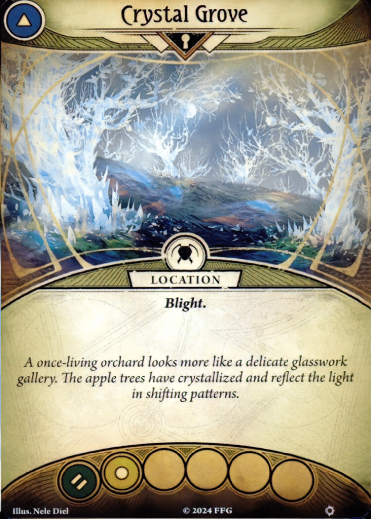 Crystal Grove
LOCATION
Blight.
A once-living orchard looks more like a delicate glasswork
gallery. The apple trees have crystallized and reflect the light
in shifting patterns.
Illus. Nele Diel
© 2024 FFG